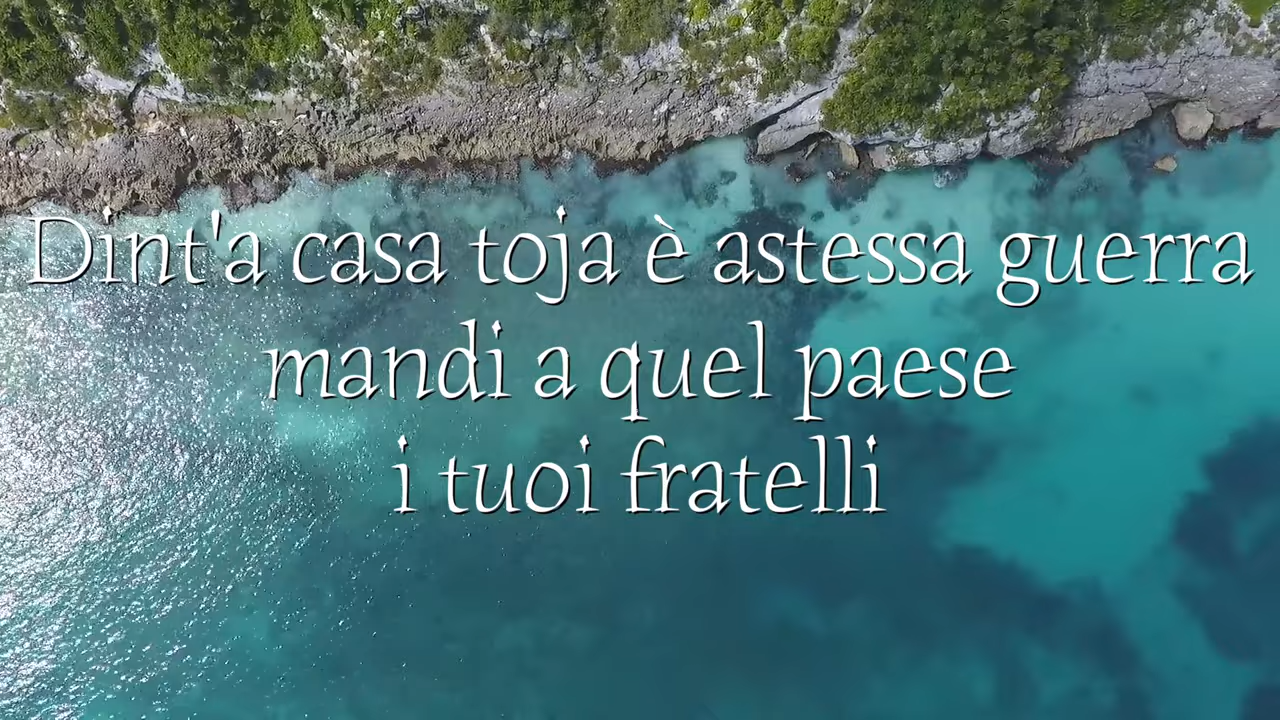 Dint'a casa toja è astessa guerra
mandi a quel paese
i tuoi fratelli